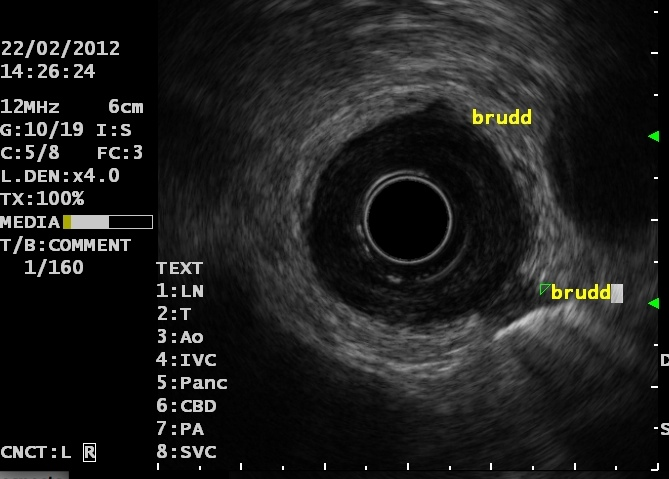 22/02/2012
14:26:24
12MHz 6cm
G:10/19 I:S
C:5/8 FC:3
L.DEN:x4.0
TX:100%
MEDIA
T/B:COMMENT
1/160
brudd
brudd
TEXT
1:LN
2:T
3:Ao
4:IVC
5:Panc
6:CBD
7:PA
8:SVC
CNCT:L R
D
S